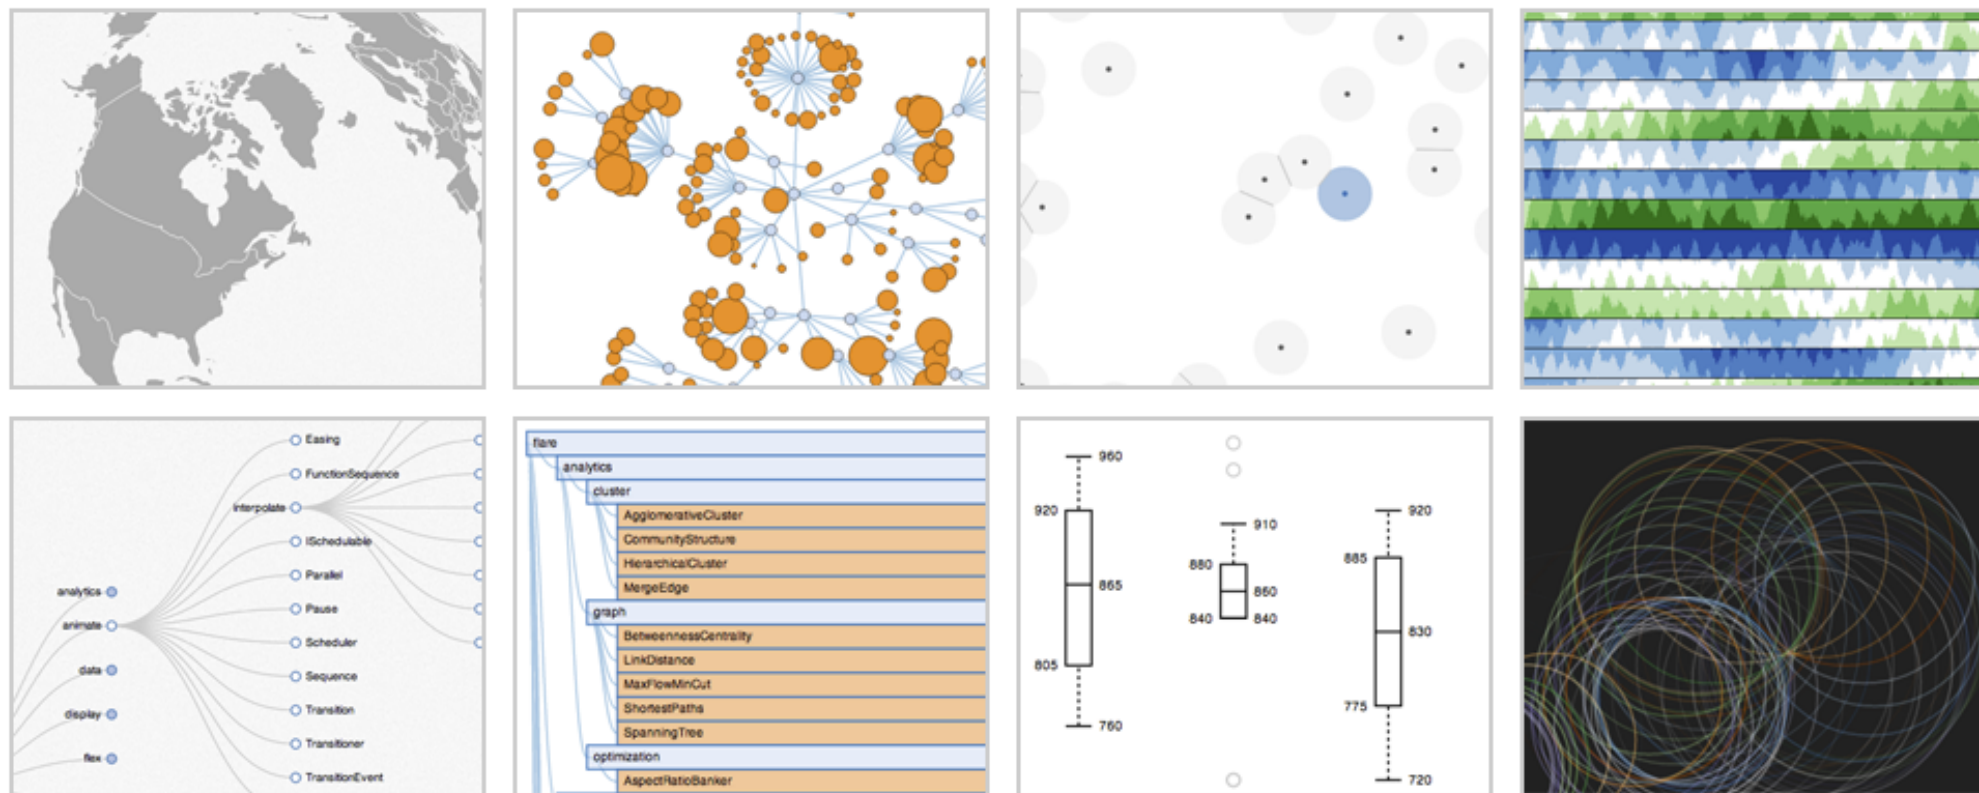 Easing
FunctionSequence
interpolate
ISchedulable
Parallel
analytics
Pause
animate
Scheduler
data
Sequence
Transition
display
Transitioner
flex
TransitionEvent
flare
analytics
cluster
AgglomerativeCluster
CommunityStructure
HierarchicalCluster
MergeEdge
graph
BetweennessCentrality
LinkDistance
MaxFlowMinCut
ShortestPaths
SpanningTree
optimization
AspectRatioBanker
960
920
865
805
760
910
880
850
840 840
920
885
830
775
720